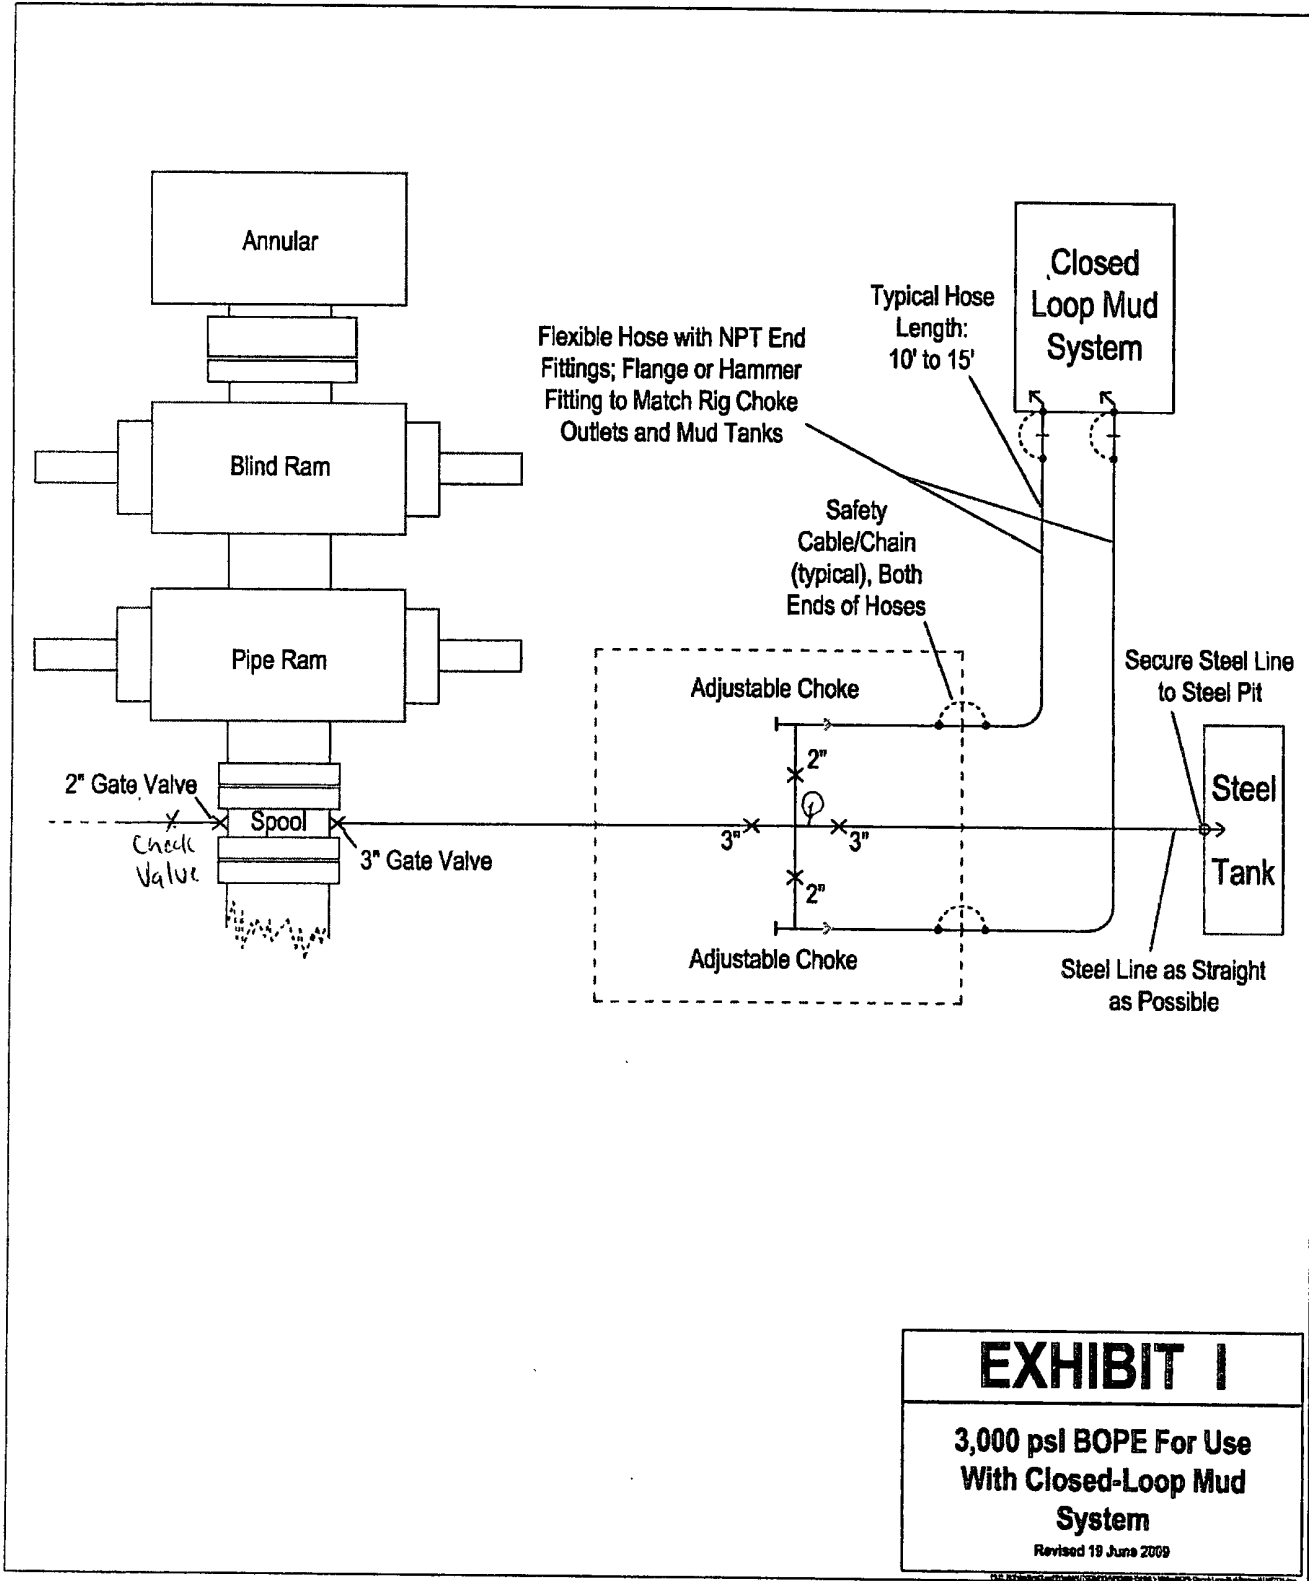 Annular
Closed
Loop Mud
System
Typical Hose
Length:
10' to 15'
Flexible Hose with NPT End
Fittings; Flange or Hammer
Fitting to Match Rig Choke
Outlets and Mud Tanks
Blind Ram
Safety
Cable/Chain
(typical), Both
Ends of Hoses
Pipe Ram
Adjustable Choke
Secure Steel Line
to Steel Pit
2" Gate Valve
Spool
Check
Valve
3" Gate Valve
2"
3"
3"
2"
Steel
Tank
Adjustable Choke
Steel Line as Straight
as Possible
EXHIBIT I
3,000 psi BOPE For Use
With Closed-Loop Mud
System
Revised 19 June 2009